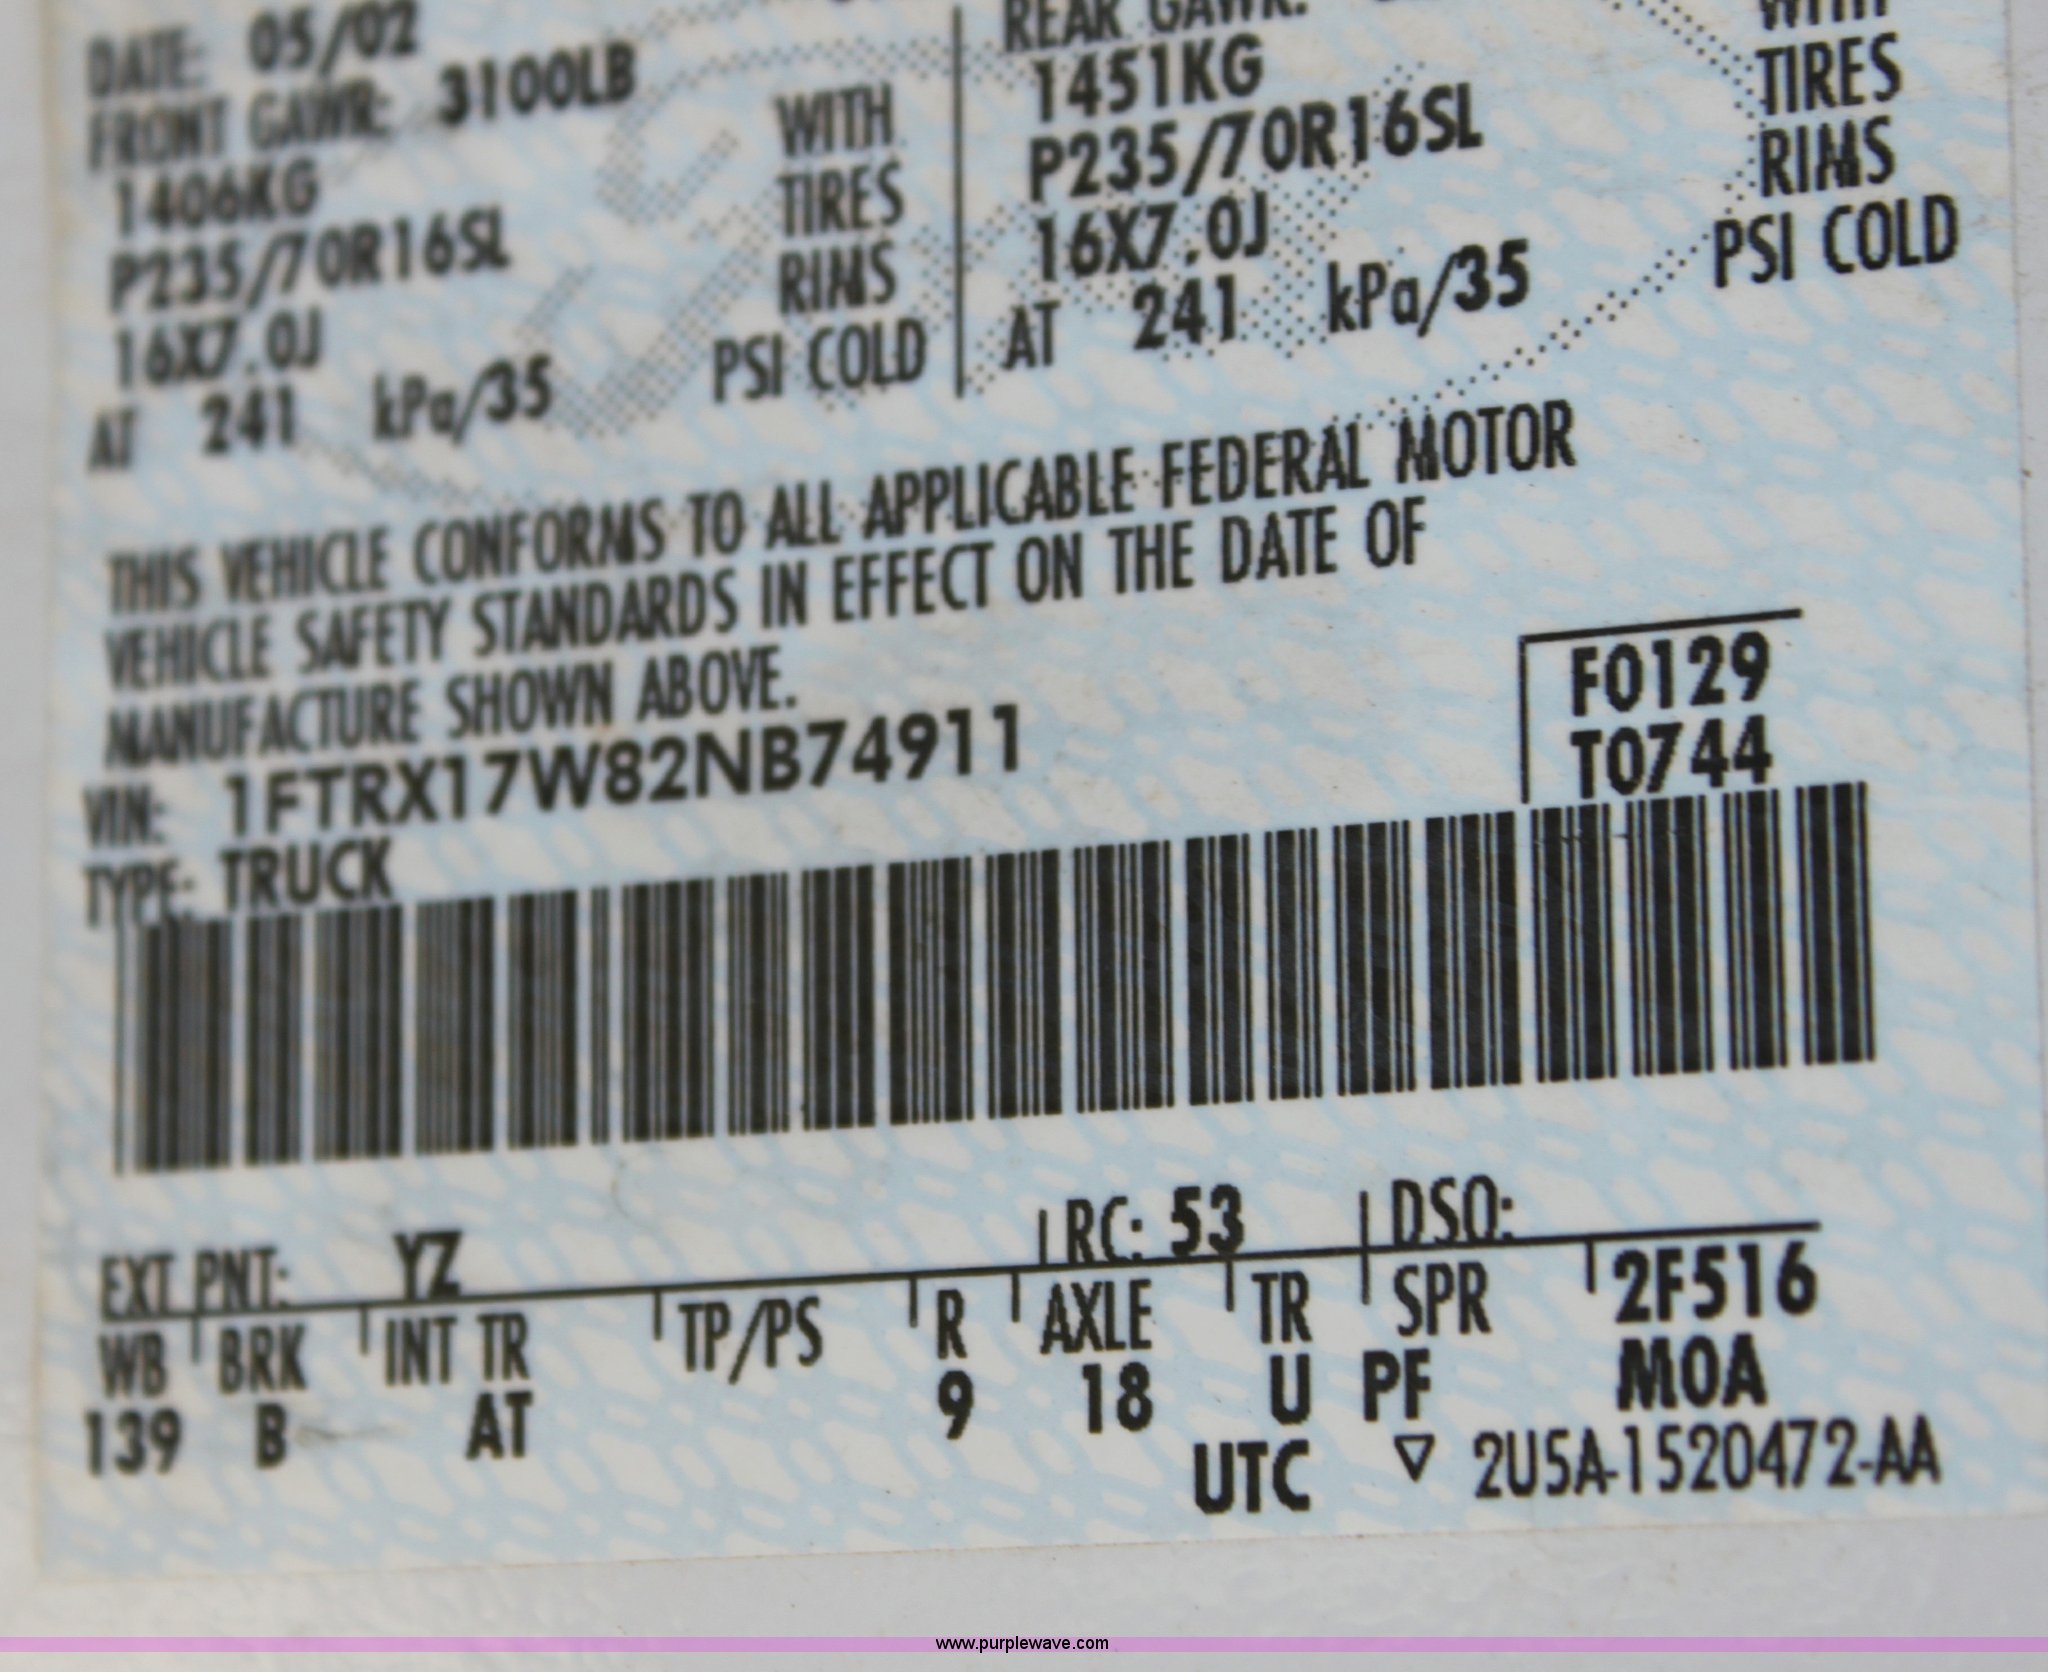 DATE: 05/02
FRONT GAWR: 3100LB
1406KG WITH
P235/70R16SL TIRES
16X7.0J RIMS
AT 241 kPa/35 PSI COLD
REAR GAWR:
1451KG WITH
P235/70R16SL TIRES
16X7.0J RIMS
AT 241 kPa/35 PSI COLD
THIS VEHICLE CONFORMS TO ALL APPLICABLE FEDERAL MOTOR
VEHICLE SAFETY STANDARDS IN EFFECT ON THE DATE OF
MANUFACTURE SHOWN ABOVE.
VIN: 1FTRX17W82NB74911
TYPE: TRUCK
F0129
T0744
EXT PNT: YZ RC: 53 DSO:
WB BRK INT TR TP/PS R AXLE TR SPR 2F516
139 B AT 9 18 U PF MOA
UTC ▽ 2U5A-1520472-AA
www.purplewave.com